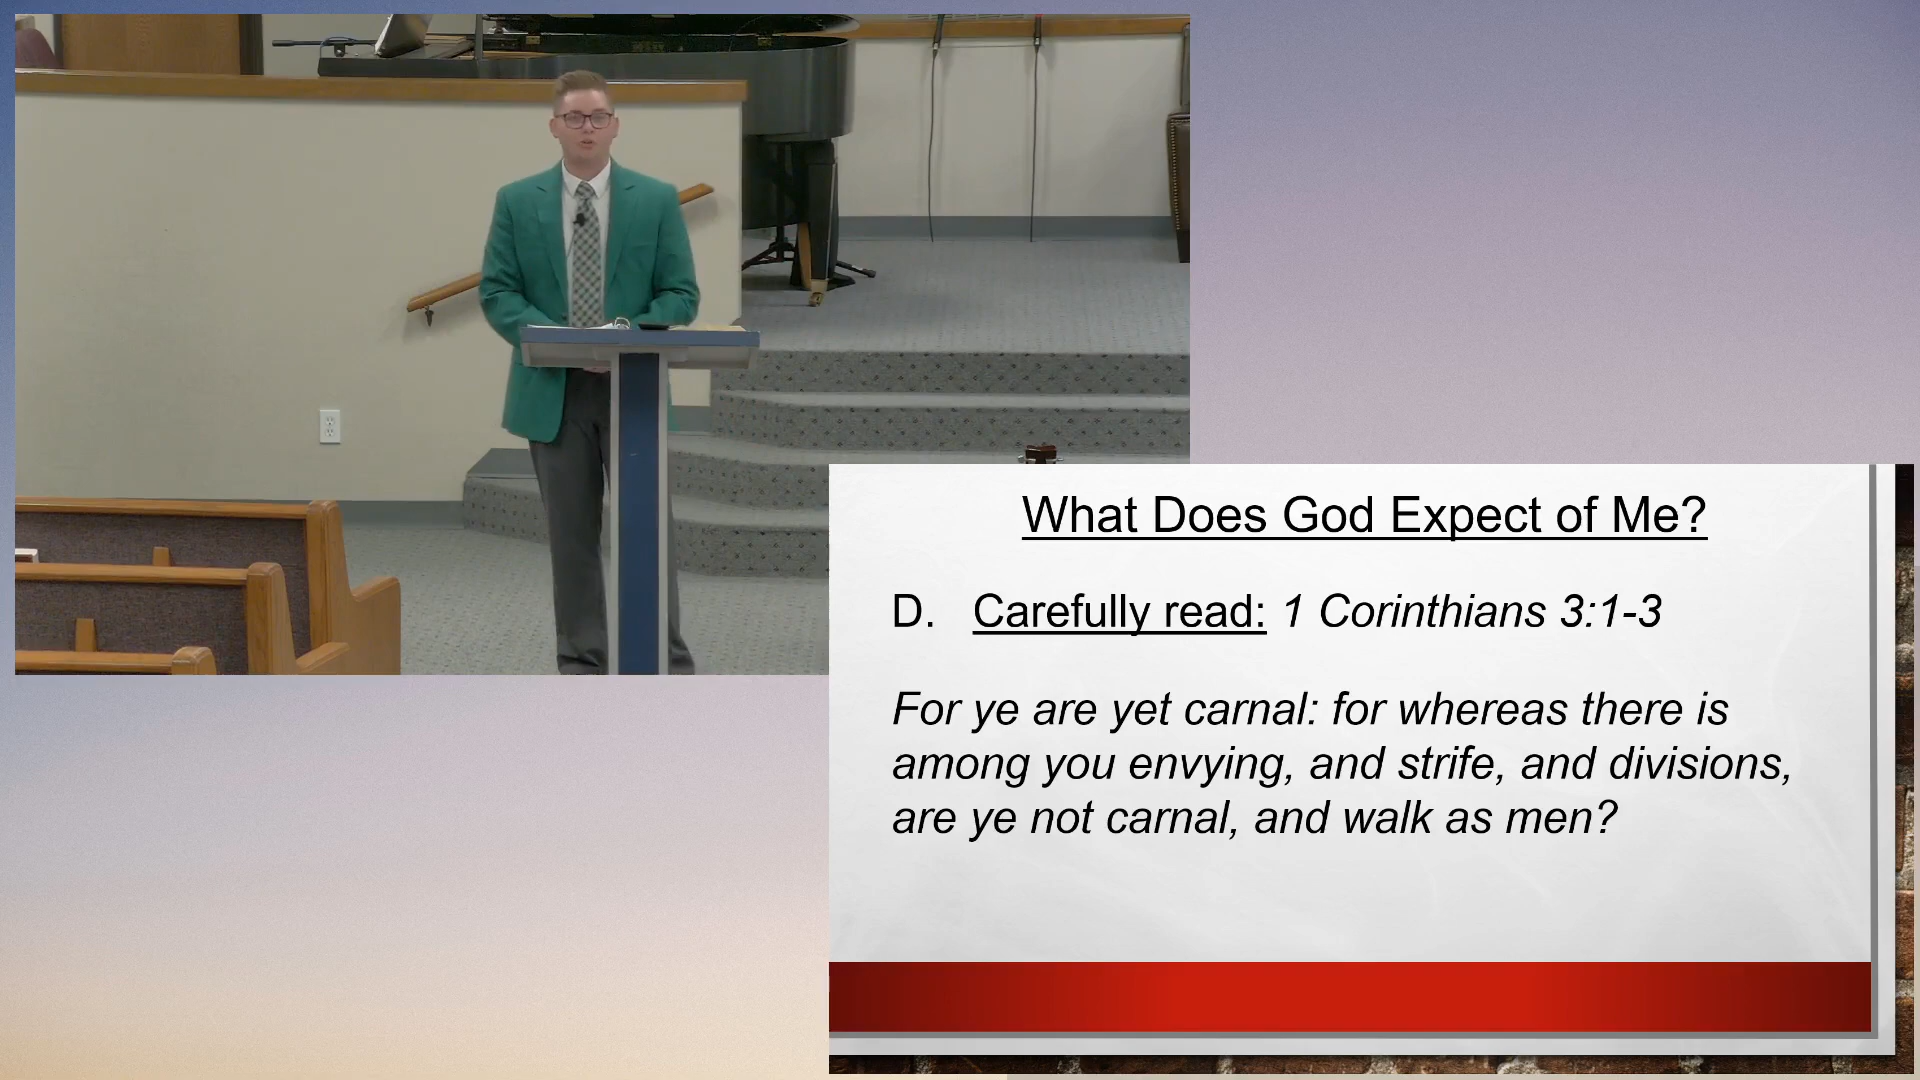 What Does God Expect of Me?
D. Carefully read: 1 Corinthians 3:1-3
For ye are yet carnal: for whereas there is
among you envying, and strife, and divisions,
are ye not carnal, and walk as men?